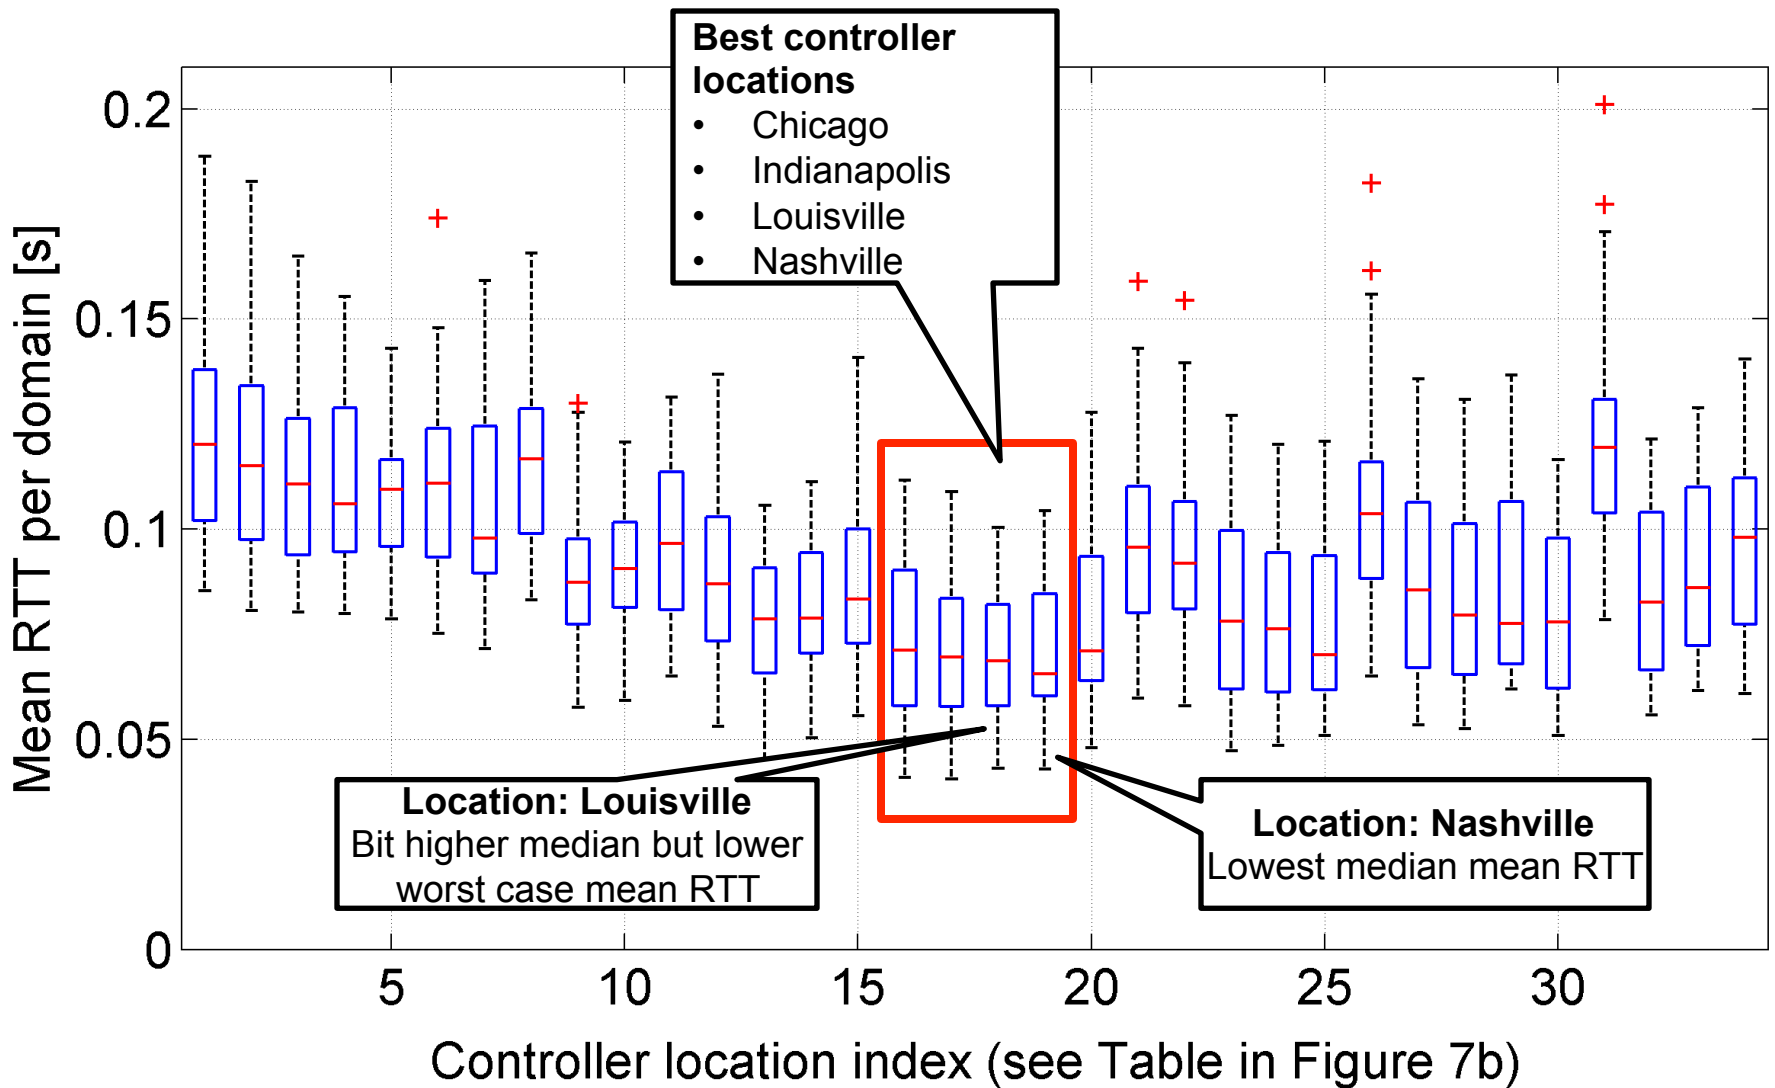 Best controller
locations
• Chicago
• Indianapolis
• Louisville
• Nashville
0.2
0.15
0.1
0.05
0
Mean RTT per domain [s]
Location: Louisville
Bit higher median but lower
worst case mean RTT
Location: Nashville
Lowest median mean RTT
5 10 15 20 25 30
Controller location index (see Table in Figure 7b)